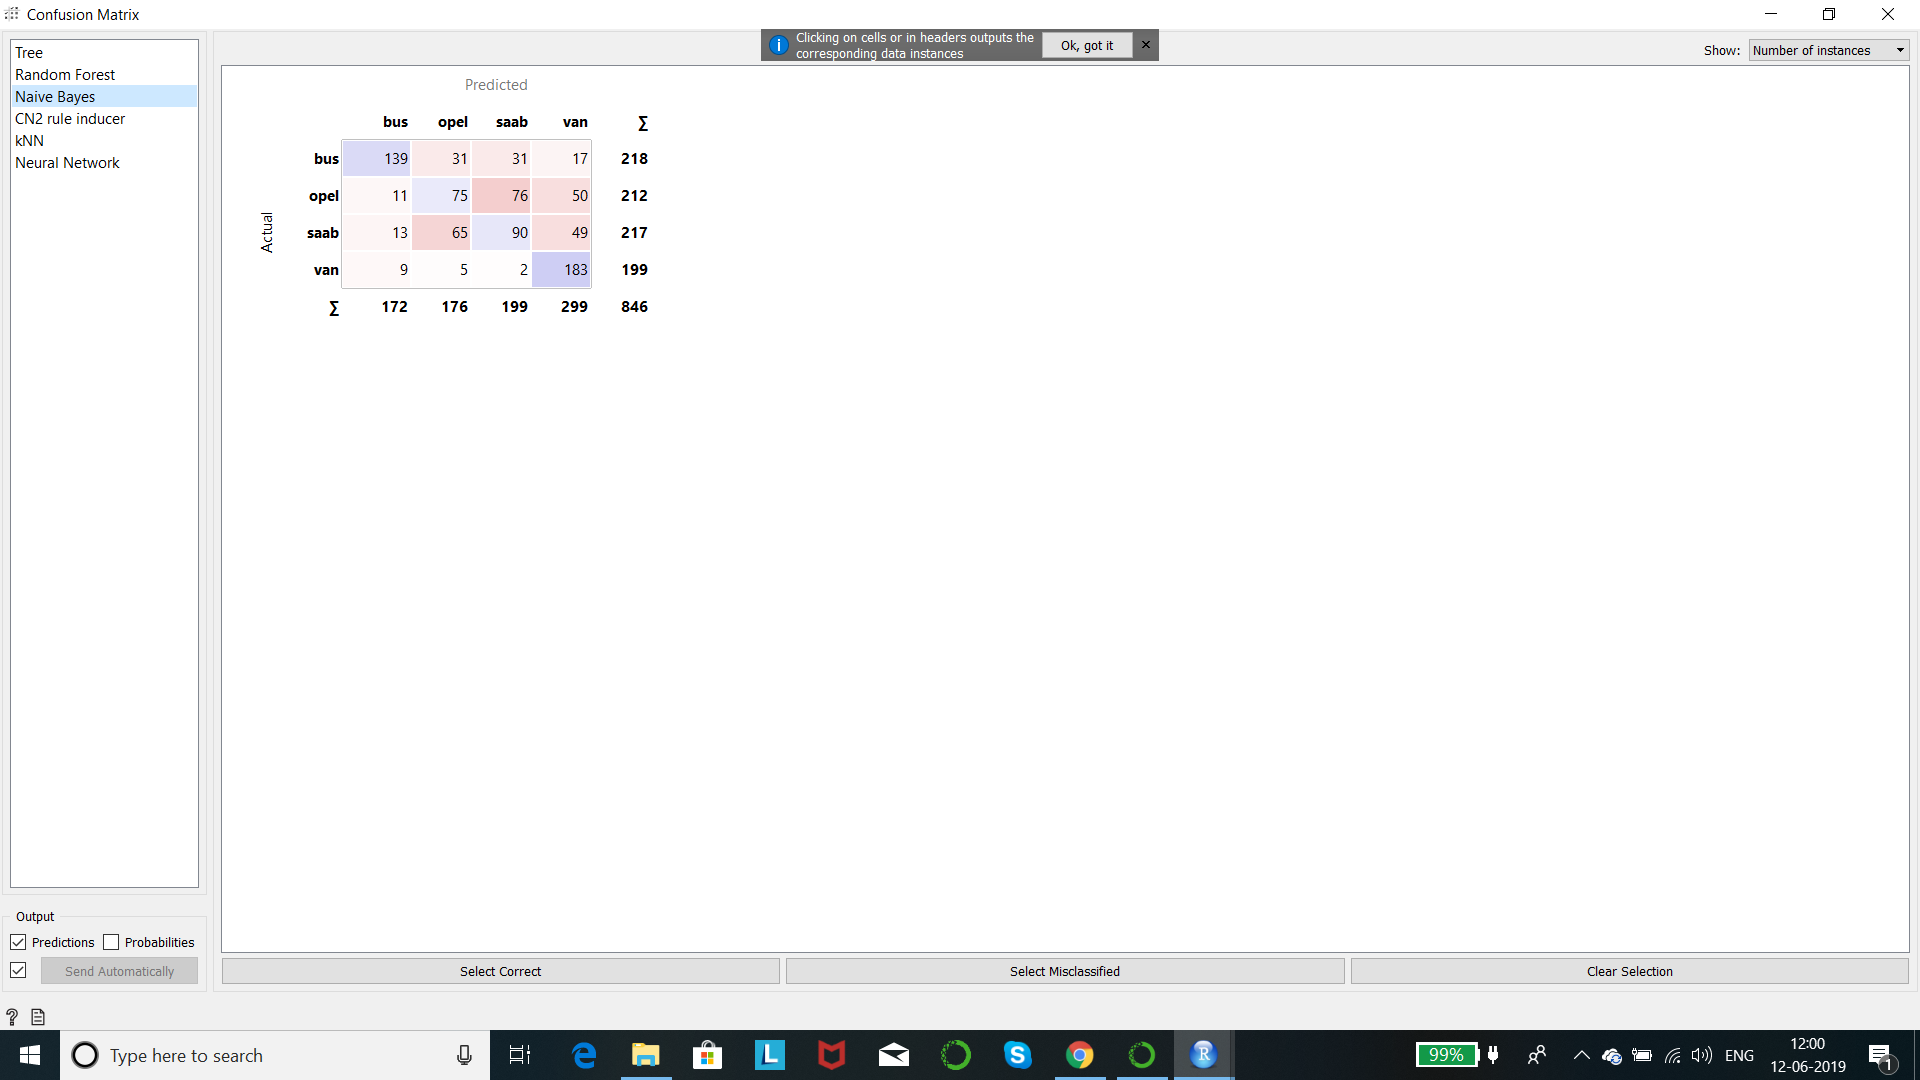 Confusion Matrix
Tree
Random Forest
Naive Bayes
CN2 rule inducer
kNN
Neural Network
Clicking on cells or in headers outputs the
corresponding data instances
Ok, got it
Show: Number of instances
Predicted
bus opel saab van ∑
bus 139 31 31 17 218
opel 11 75 76 50 212
Actual
saab 13 65 90 49 217
van 9 5 2 183 199
∑ 172 176 199 299 846
Output
Predictions Probabilities
Send Automatically
Select Correct Select Misclassified Clear Selection
Type here to search
99%
ENG
12:00
12-06-2019
1